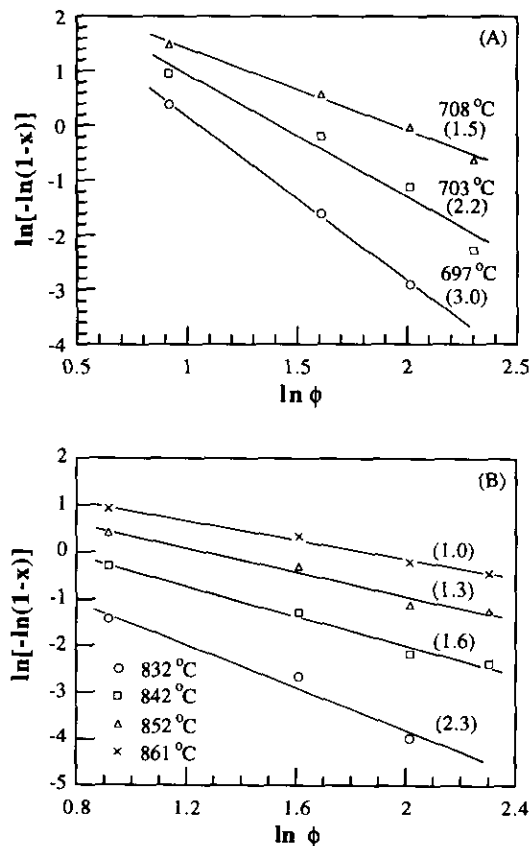 (A)
2
1
0
-1
-2
-3
-4
ln[-ln(1-x)]
708 °C
(1.5)
703 °C
(2.2)
697 °C
(3.0)
0.5 1 1.5 2 2.5
ln ϕ
(B)
2
1
0
-1
-2
-3
-4
-5
ln[-ln(1-x)]
(1.0)
(1.3)
(1.6)
(2.3)
832 °C
842 °C
852 °C
861 °C
0.8 1.2 1.6 2 2.4
ln ϕ